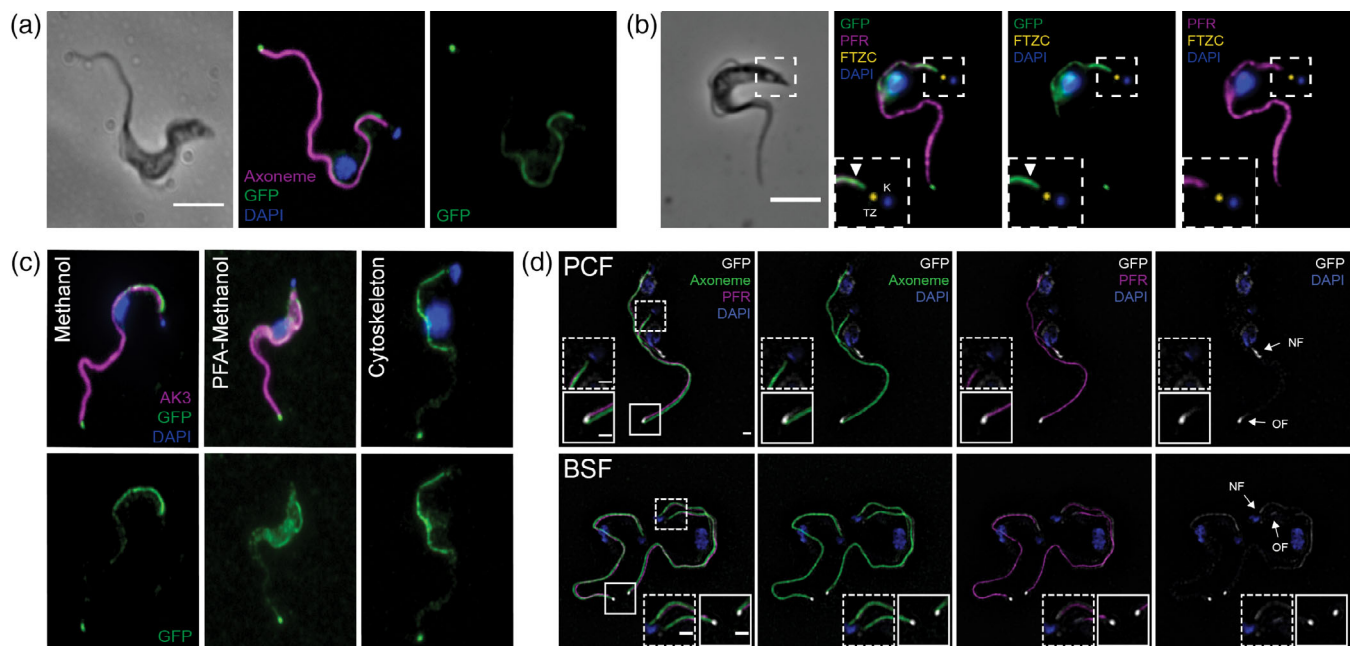 (a)
Axoneme
GFP
DAPI
GFP
(b)
GFP
PFR
FTZC
DAPI
K
TZ
GFP
FTZC
DAPI
PFR
FTZC
DAPI
(c)
Methanol
AK3
GFP
DAPI
PFA-Methanol
Cytoskeleton
GFP
(d)
PCF
GFP
Axoneme
PFR
DAPI
GFP
Axoneme
DAPI
GFP
PFR
DAPI
GFP
DAPI
NF
OF
BSF
NF
OF